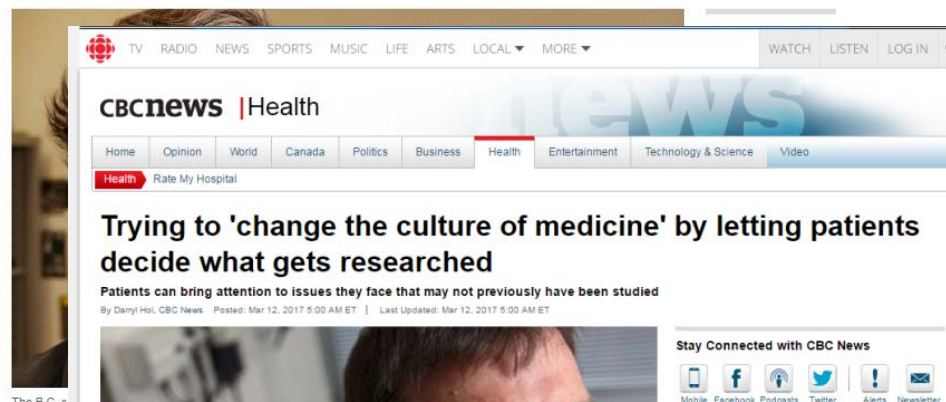 TV RADIO NEWS SPORTS MUSIC LIFE ARTS LOCAL MORE WATCH LISTEN LOG IN
CBCnews | Health
news
Home Opinion World Canada Politics Business Health Entertainment Technology & Science Video
Health Rate My Hospital
Trying to 'change the culture of medicine' by letting patients
decide what gets researched
Patients can bring attention to issues they face that may not previously have been studied
By Darryl Hol, CBC News Posted: Mar 12, 2017 5:00 AM ET | Last Updated: Mar 12, 2017 5:00 AM ET
Stay Connected with CBC News
Mobile Facebook Podcasts Twitter Alerts Newsletter
The B.C.